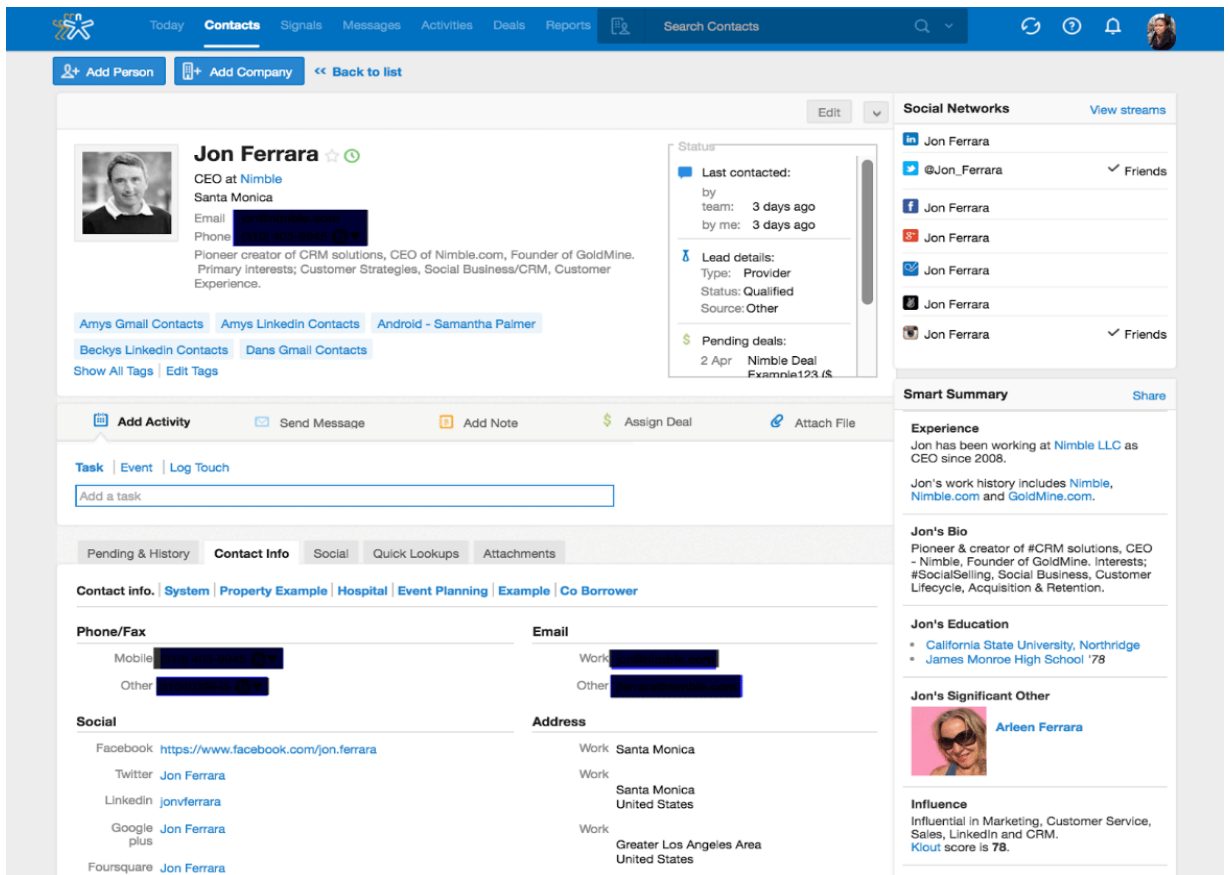 Today Contacts Signals Messages Activities Deals Reports Search Contacts
Add Person Add Company << Back to list
Edit
Jon Ferrara
CEO at Nimble
Santa Monica
Email
Phone
Pioneer creator of CRM solutions, CEO of Nimble.com, Founder of GoldMine.
Primary interests; Customer Strategies, Social Business/CRM, Customer
Experience.
Amys Gmail Contacts Amys Linkedin Contacts Android - Samantha Palmer
Beckys Linkedin Contacts Dans Gmail Contacts
Show All Tags | Edit Tags
Status
Last contacted:
by
team: 3 days ago
by me: 3 days ago
Lead details:
Type: Provider
Status: Qualified
Source: Other
$ Pending deals:
2 Apr Nimble Deal
Example123 ($
Social Networks View streams
Jon Ferrara
@Jon_Ferrara Friends
Jon Ferrara
Jon Ferrara
Jon Ferrara
Jon Ferrara
Jon Ferrara Friends
Add Activity Send Message Add Note $ Assign Deal Attach File
Task | Event | Log Touch
Add a task
Pending & History Contact Info Social Quick Lookups Attachments
Contact info. | System | Property Example | Hospital | Event Planning | Example | Co Borrower
Phone/Fax
Mobile
Other
Email
Work
Other
Social
Facebook https://www.facebook.com/jon.ferrara
Twitter Jon Ferrara
Linkedin jonvferrara
Google Jon Ferrara
plus
Foursquare Jon Ferrara
Address
Work Santa Monica
Work
Santa Monica
United States
Work
Greater Los Angeles Area
United States
Smart Summary Share
Experience
Jon has been working at Nimble LLC as
CEO since 2008.
Jon's work history includes Nimble,
Nimble.com and GoldMine.com.
Jon's Bio
Pioneer & creator of #CRM solutions, CEO
- Nimble, Founder of GoldMine. Interests;
#SocialSelling, Social Business, Customer
Lifecycle, Acquisition & Retention.
Jon's Education
California State University, Northridge
James Monroe High School '78
Jon's Significant Other
Arleen Ferrara
Influence
Influential in Marketing, Customer Service,
Sales, LinkedIn and CRM.
Klout score is 78.